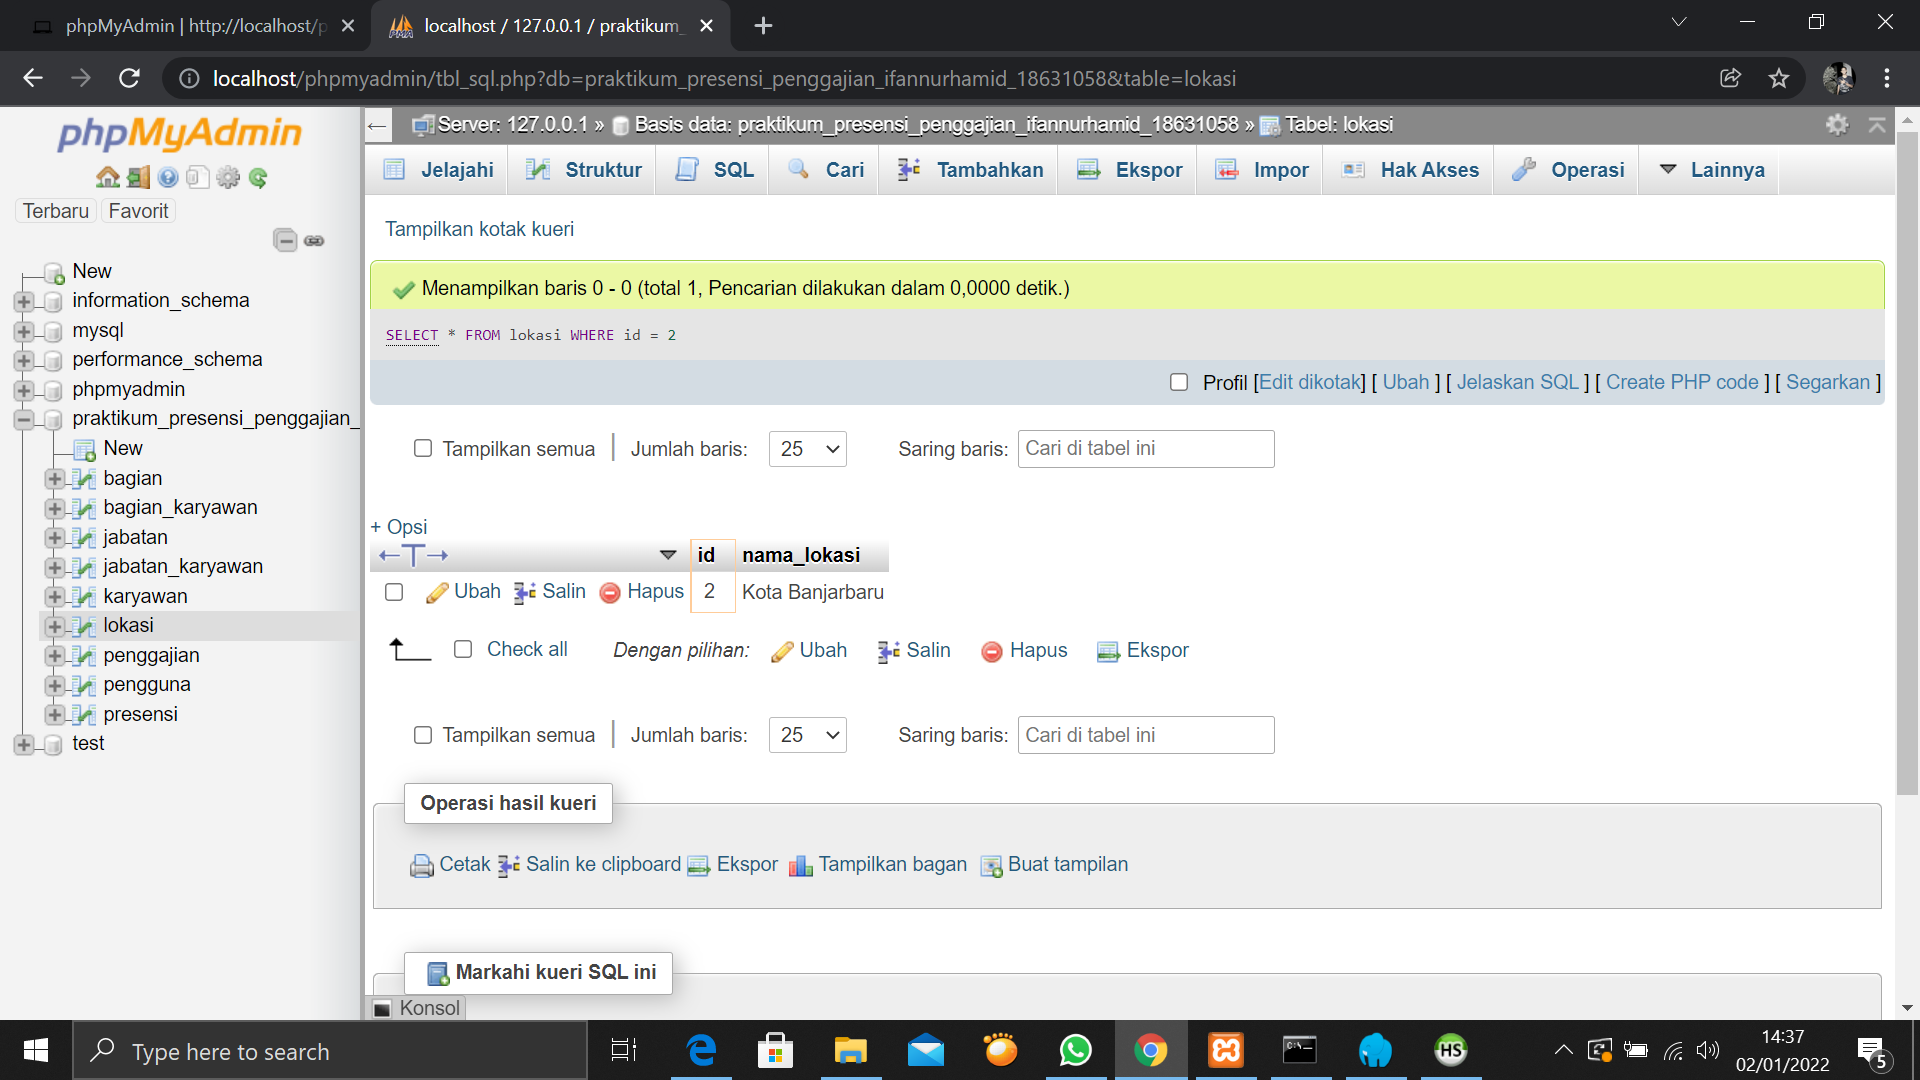 phpMyAdmin | http://localhost/p
localhost / 127.0.0.1 / praktikum_
localhost/phpmyadmin/tbl_sql.php?db=praktikum_presensi_penggajian_ifannurhamid_18631058&table=lokasi
phpMyAdmin
Terbaru Favorit
New
information_schema
mysql
performance_schema
phpmyadmin
praktikum_presensi_penggajian_
New
bagian
bagian_karyawan
jabatan
jabatan_karyawan
karyawan
lokasi
penggajian
pengguna
presensi
test
Server: 127.0.0.1 » Basis data: praktikum_presensi_penggajian_ifannurhamid_18631058 » Tabel: lokasi
Jelajahi Struktur SQL Cari Tambahkan Ekspor Impor Hak Akses Operasi Lainnya
Tampilkan kotak kueri
Menampilkan baris 0 - 0 (total 1, Pencarian dilakukan dalam 0,0000 detik.)
SELECT * FROM lokasi WHERE id = 2
Profil [Edit dikotak] [ Ubah ] [ Jelaskan SQL ] [ Create PHP code ] [ Segarkan ]
Tampilkan semua | Jumlah baris: 25 Saring baris: Cari di tabel ini
+ Opsi
←T→ id nama_lokasi
Ubah Salin Hapus 2 Kota Banjarbaru
Check all Dengan pilihan: Ubah Salin Hapus Ekspor
Tampilkan semua | Jumlah baris: 25 Saring baris: Cari di tabel ini
Operasi hasil kueri
Cetak Salin ke clipboard Ekspor Tampilkan bagan Buat tampilan
Markahi kueri SQL ini
Konsol
Type here to search
C:\
HS
14:37
02/01/2022
5